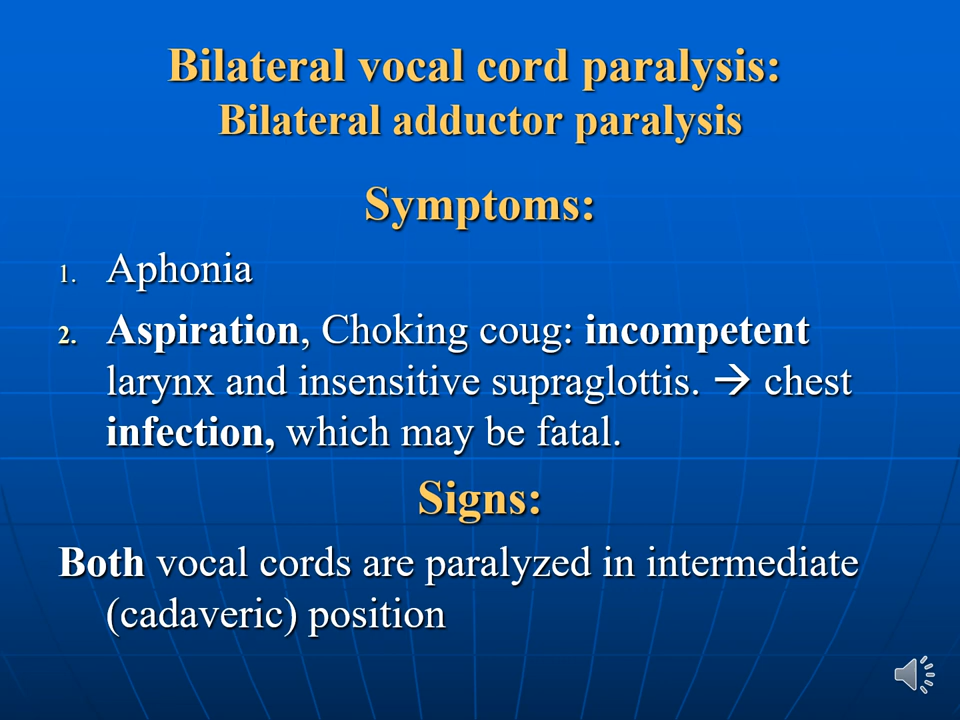 Bilateral vocal cord paralysis:
Bilateral adductor paralysis
Symptoms:
1. Aphonia
2. Aspiration, Choking coug: incompetent
larynx and insensitive supraglottis. → chest
infection, which may be fatal.
Signs:
Both vocal cords are paralyzed in intermediate
(cadaveric) position